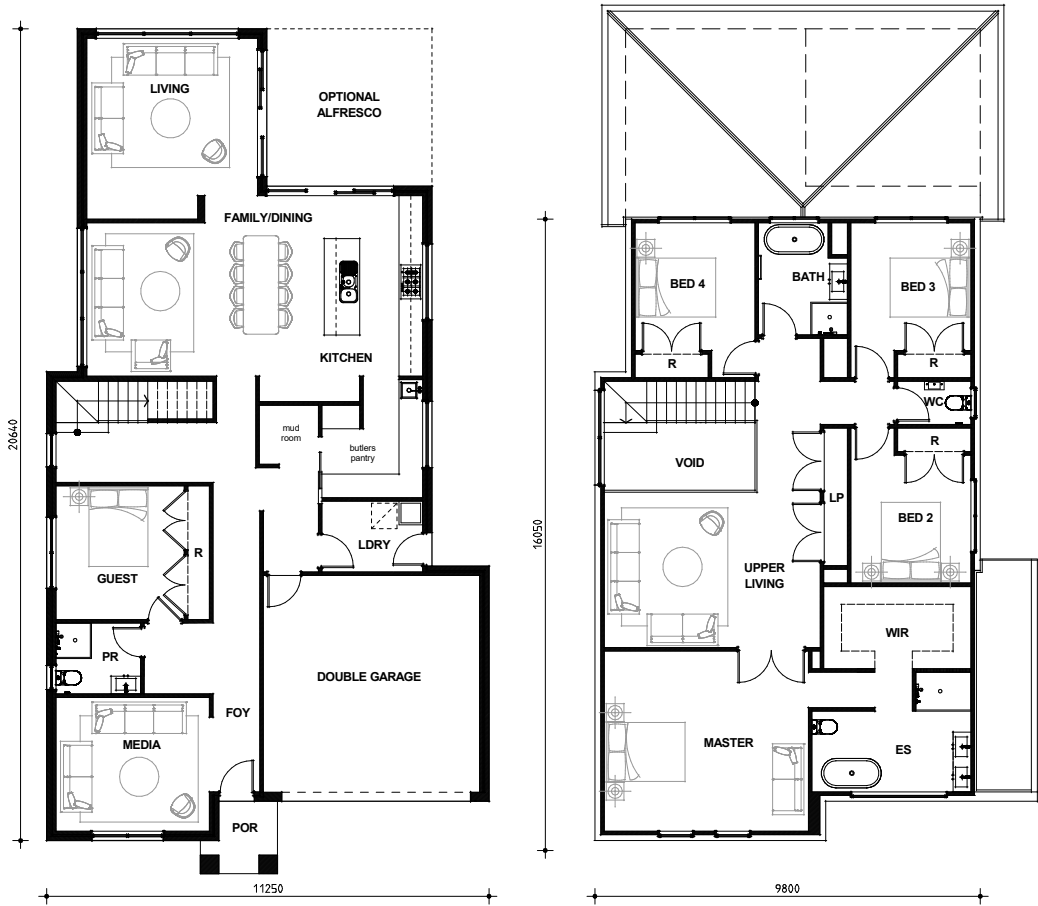 LIVING
OPTIONAL
ALFRESCO
FAMILY/DINING
KITCHEN
mud
room
butlers
pantry
LDRY
GUEST
R
PR
FOY
DOUBLE GARAGE
MEDIA
POR
20640
11250
BED 4
BATH
BED 3
R
R
WC
R
VOID
LP
BED 2
UPPER
LIVING
WIR
MASTER
ES
16050
9800